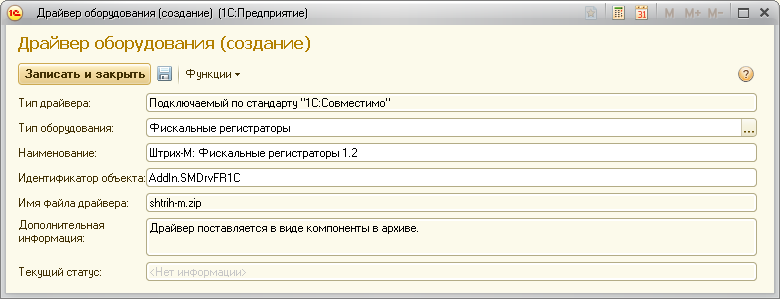 Драйвер оборудования (создание) (1С:Предприятие)
31 M M+ M-
Драйвер оборудования (создание)
Записать и закрыть Функции ?
Тип драйвера: Подключаемый по стандарту "1С:Совместимо"
Тип оборудования: Фискальные регистраторы ...
Наименование: Штрих-М: Фискальные регистраторы 1.2
Идентификатор объекта: AddIn.SMDrvFR1C
Имя файла драйвера: shtrih-m.zip
Дополнительная информация: Драйвер поставляется в виде компоненты в архиве.
Текущий статус: <Нет информации>